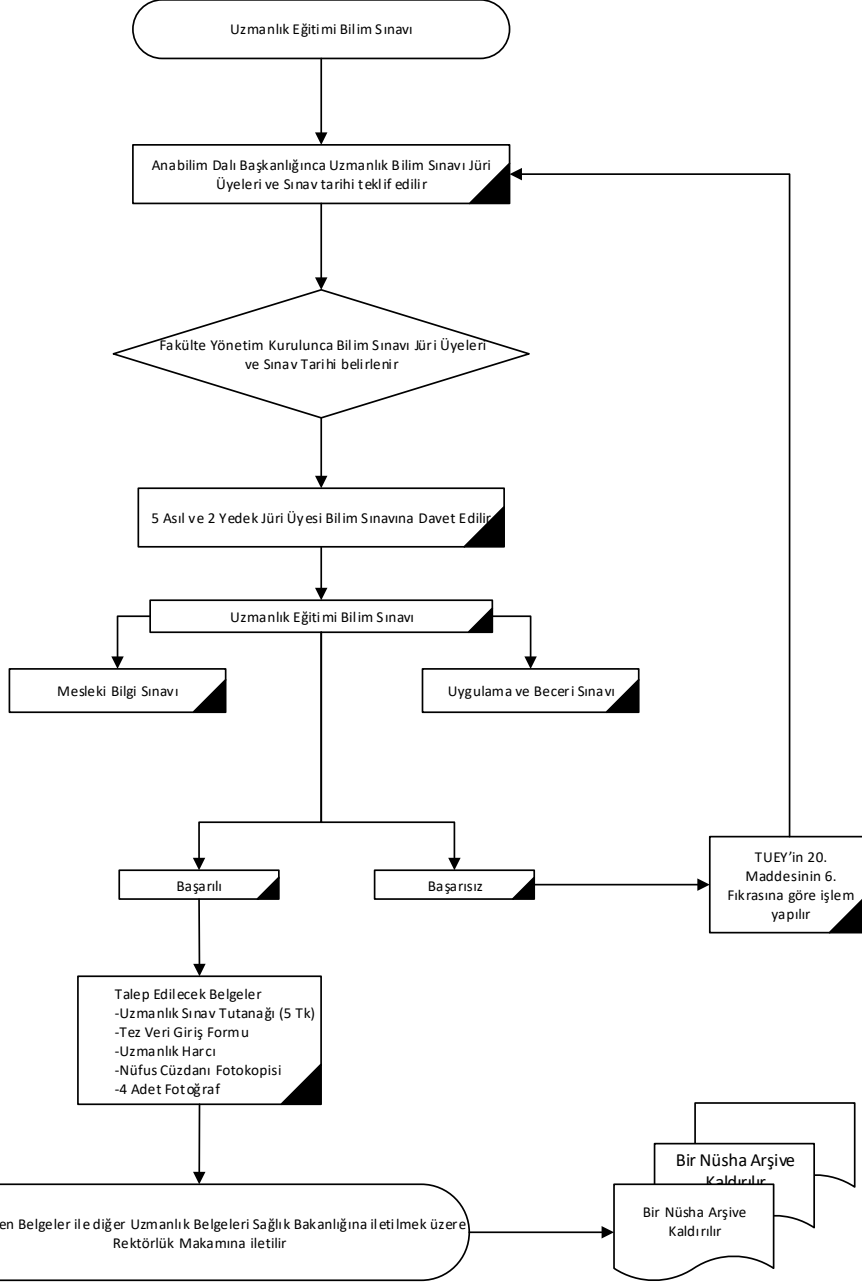 Uzmanlık Eğitimi Bilim Sınavı
Anabilim Dalı Başkanlığınca Uzmanlık Bilim Sınavı Jüri
Üyeleri ve Sınav tarihi teklif edilir
Fakülte Yönetim Kurulunca Bilim Sınavı Jüri Üyeleri
ve Sınav Tarihi belirlenir
5 Asıl ve 2 Yedek Jüri Üyesi Bilim Sınavına Davet Edilir
Uzmanlık Eğitimi Bilim Sınavı
Mesleki Bilgi Sınavı
Uygulama ve Beceri Sınavı
Başarılı
Başarısız
TUEY’in 20.
Maddesinin 6.
Fıkrasına göre işlem
yapılır
Talep Edilecek Belgeler
-Uzmanlık Sınav Tutanağı (5 Tk)
-Tez Veri Giriş Formu
-Uzmanlık Harcı
-Nüfus Cüzdanı Fotokopisi
-4 Adet Fotoğraf
Belgeler ile diğer Uzmanlık Belgeleri Sağlık Bakanlığına iletilmek üzere
Rektörlük Makamına iletilir
Bir Nüsha Arşive
Kaldırılır
Bir Nüsha Arşive
Kaldırılır